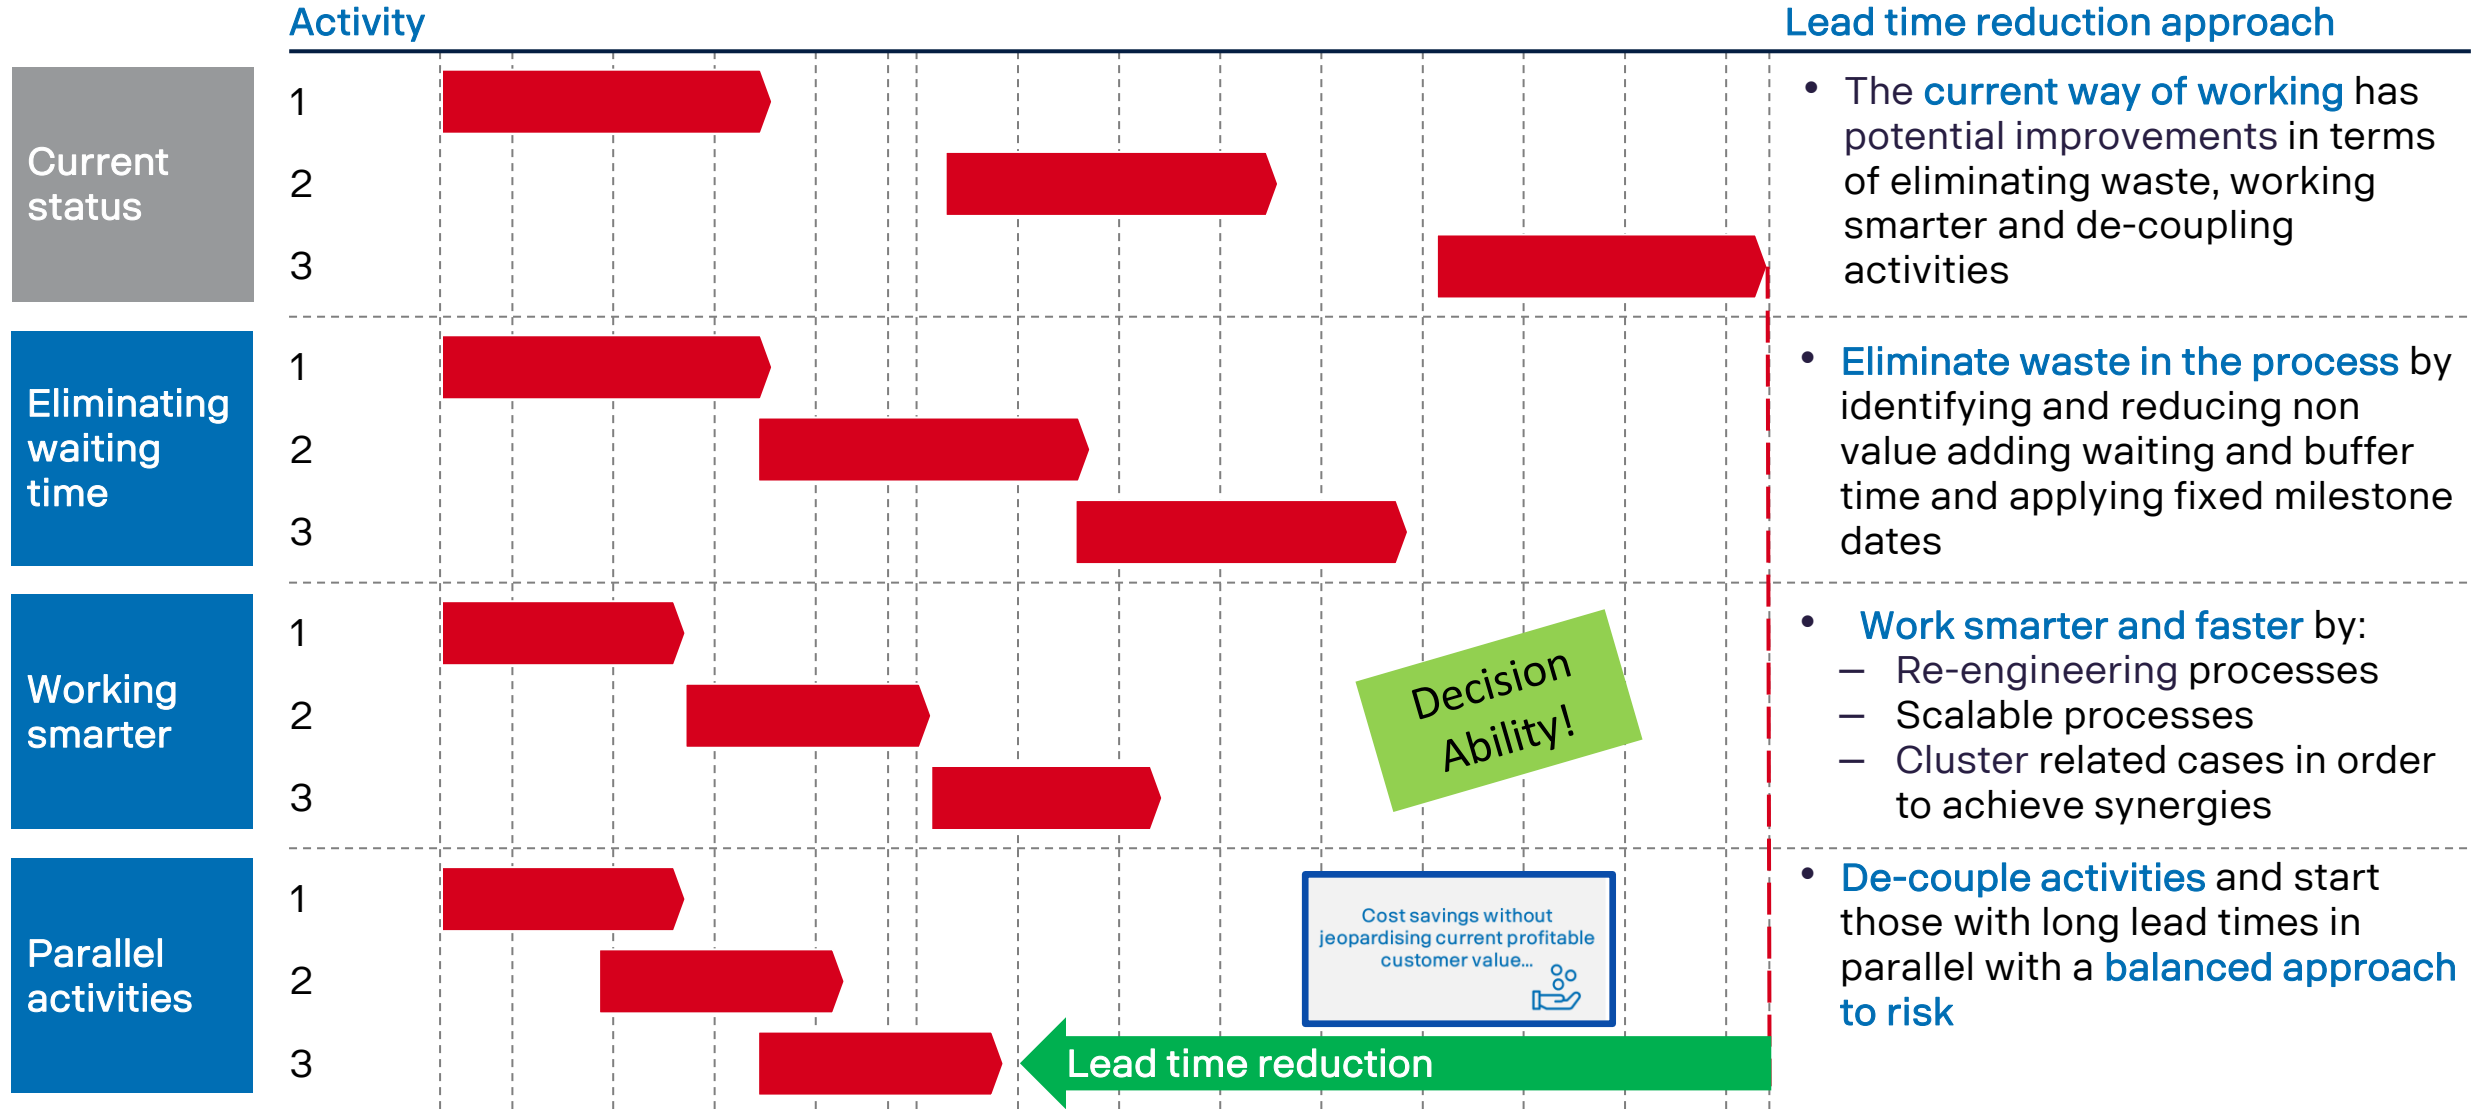 Activity
Lead time reduction approach
Current
status
1
2
3
• The current way of working has
potential improvements in terms
of eliminating waste, working
smarter and de-coupling
activities
Eliminating
waiting
time
1
2
3
• Eliminate waste in the process by
identifying and reducing non
value adding waiting and buffer
time and applying fixed milestone
dates
Working
smarter
1
2
3
Decision
Ability!
• Work smarter and faster by:
– Re-engineering processes
– Scalable processes
– Cluster related cases in order
to achieve synergies
Parallel
activities
1
2
3
Cost savings without
jeopardising current profitable
customer value...
Lead time reduction
• De-couple activities and start
those with long lead times in
parallel with a balanced approach
to risk